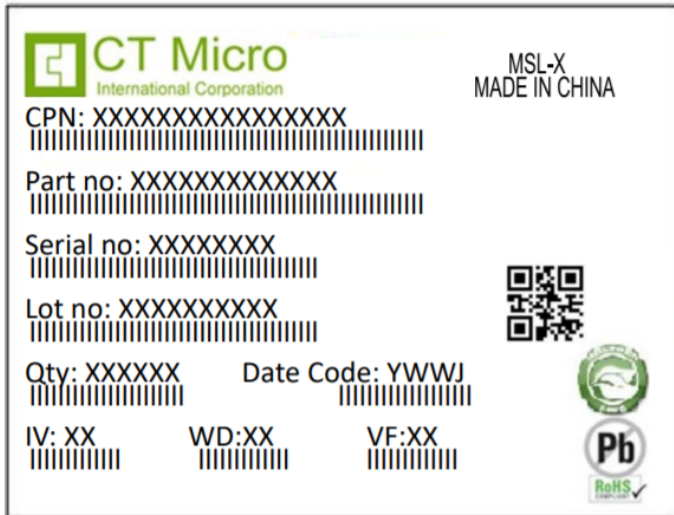 CT Micro
International Corporation
MSL-X
MADE IN CHINA
CPN: XXXXXXXXXXXXXXXX
Part no: XXXXXXXXXXXXX
Serial no: XXXXXXXX
Lot no: XXXXXXXXXX
Qty: XXXXXX Date Code: YWWJ
IV: XX WD:XX VF:XX
Pb
RoHS